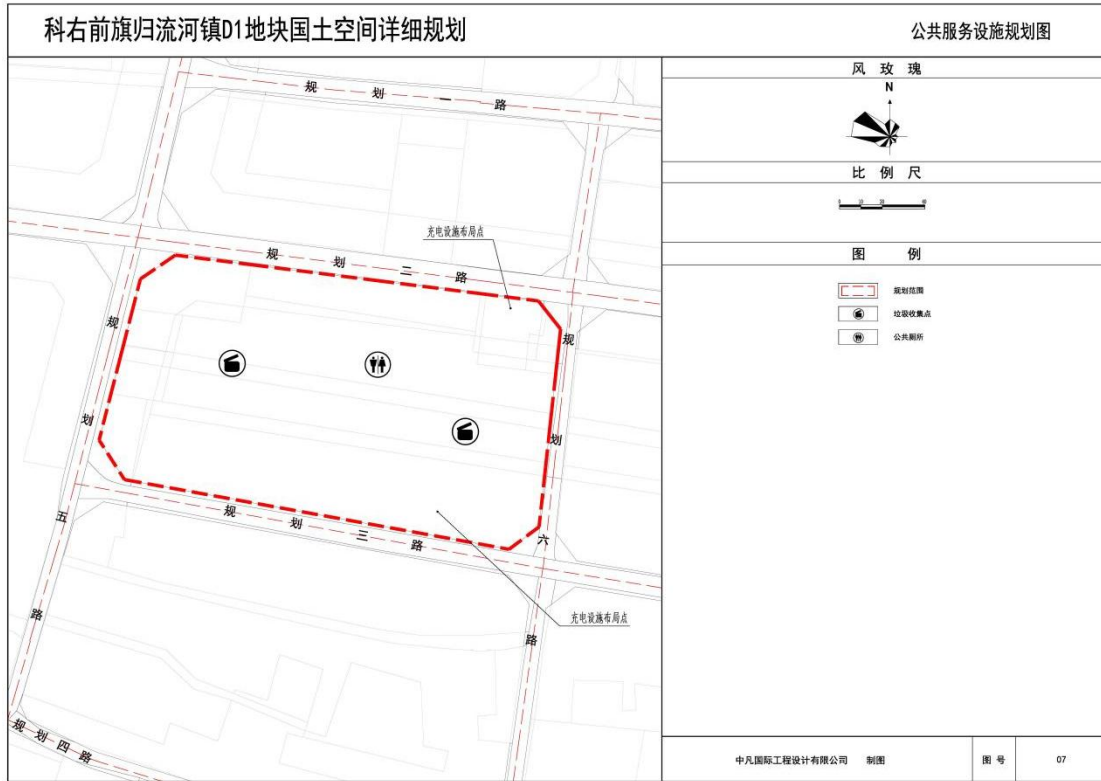 科右前旗归流河镇D1地块国土空间详细规划
公共服务设施规划图
规划一路
充电设施布局点
规划二路
规划五路
规划六路
规划三路
充电设施布局点
规划四路
风玫瑰
N
比例尺
图例
规划范围
垃圾收集点
公共厕所
中凡国际工程设计有限公司 制图
图号
07